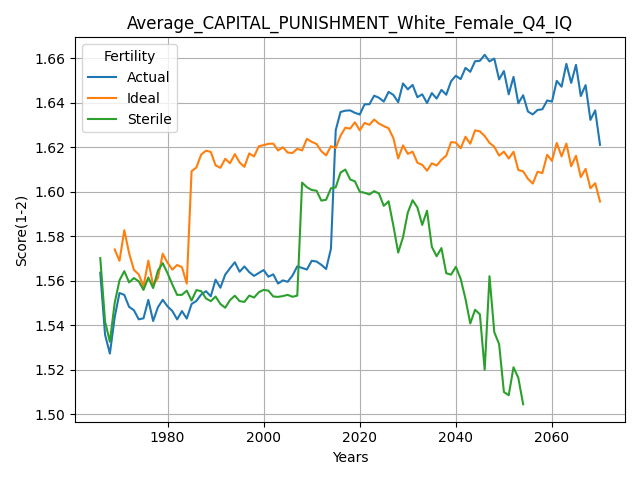 Average_CAPITAL_PUNISHMENT_White_Female_Q4_IQ
Fertility
Actual
Ideal
Sterile
Score(1-2)
1.66
1.64
1.62
1.60
1.58
1.56
1.54
1.52
1.50
1980
2000
2020
2040
2060
Years